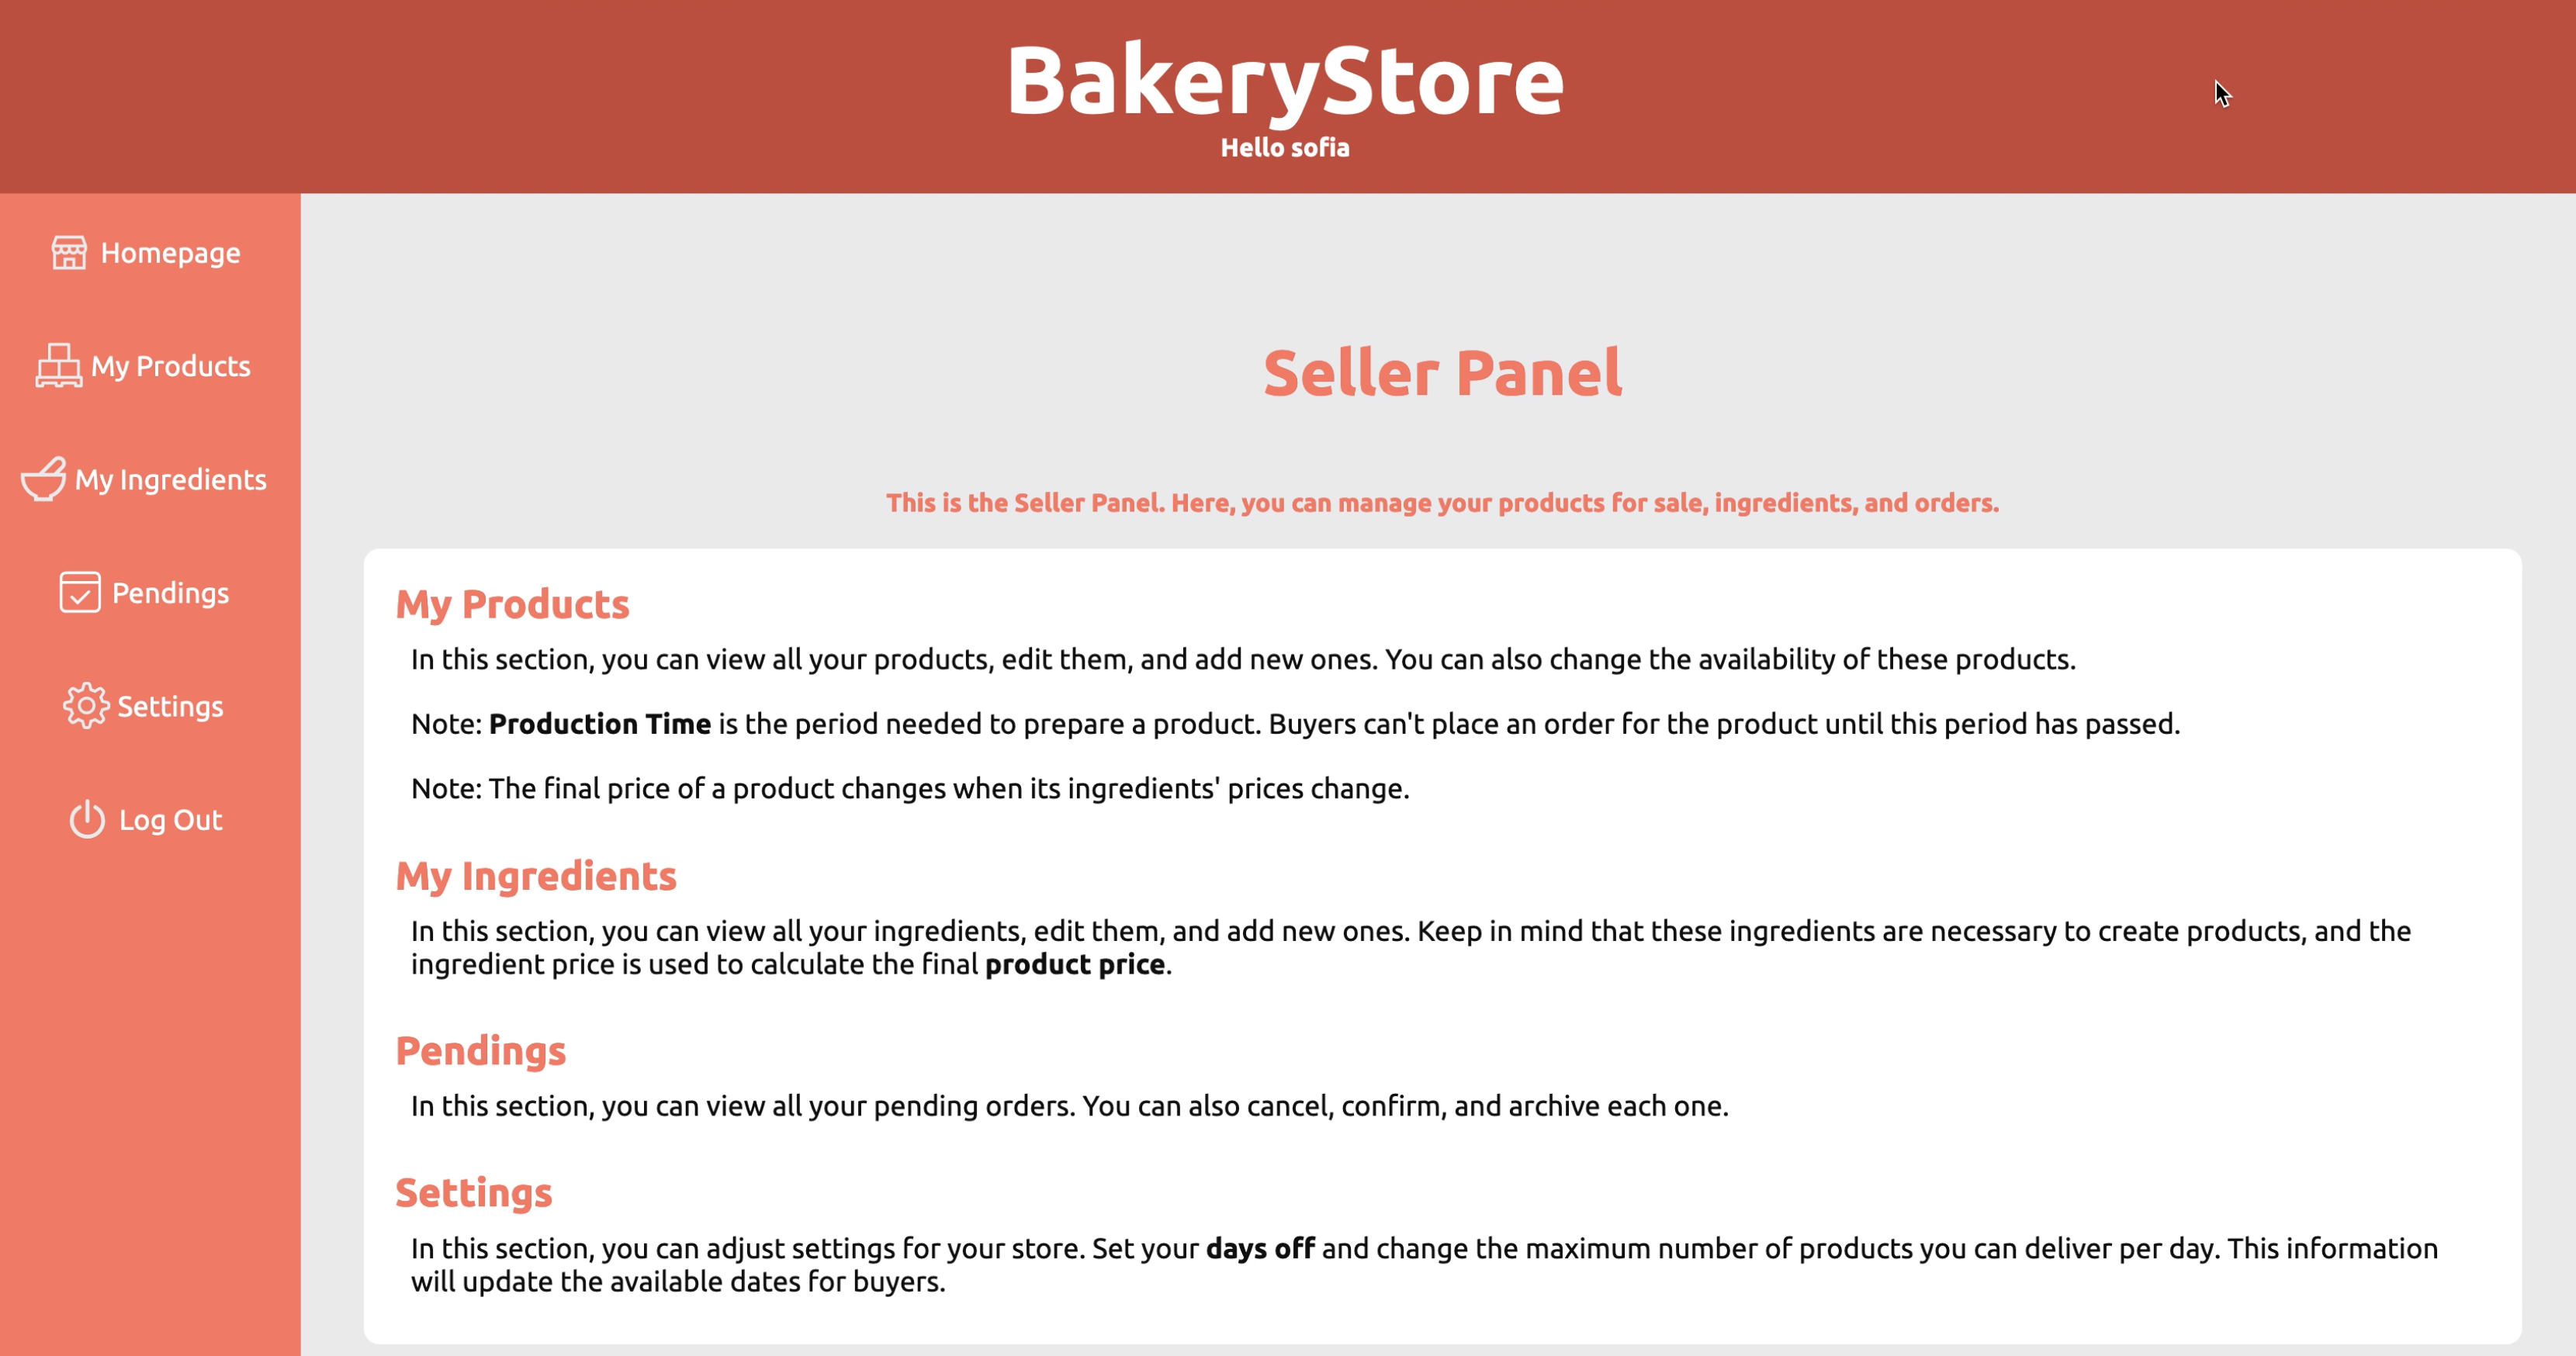 BakeryStore
Hello sofia
Homepage
My Products
My Ingredients
Pendings
Settings
Log Out
Seller Panel
This is the Seller Panel. Here, you can manage your products for sale, ingredients, and orders.
My Products
In this section, you can view all your products, edit them, and add new ones. You can also change the availability of these products.
Note: Production Time is the period needed to prepare a product. Buyers can't place an order for the product until this period has passed.
Note: The final price of a product changes when its ingredients' prices change.
My Ingredients
In this section, you can view all your ingredients, edit them, and add new ones. Keep in mind that these ingredients are necessary to create products, and the
ingredient price is used to calculate the final product price.
Pendings
In this section, you can view all your pending orders. You can also cancel, confirm, and archive each one.
Settings
In this section, you can adjust settings for your store. Set your days off and change the maximum number of products you can deliver per day. This information
will update the available dates for buyers.